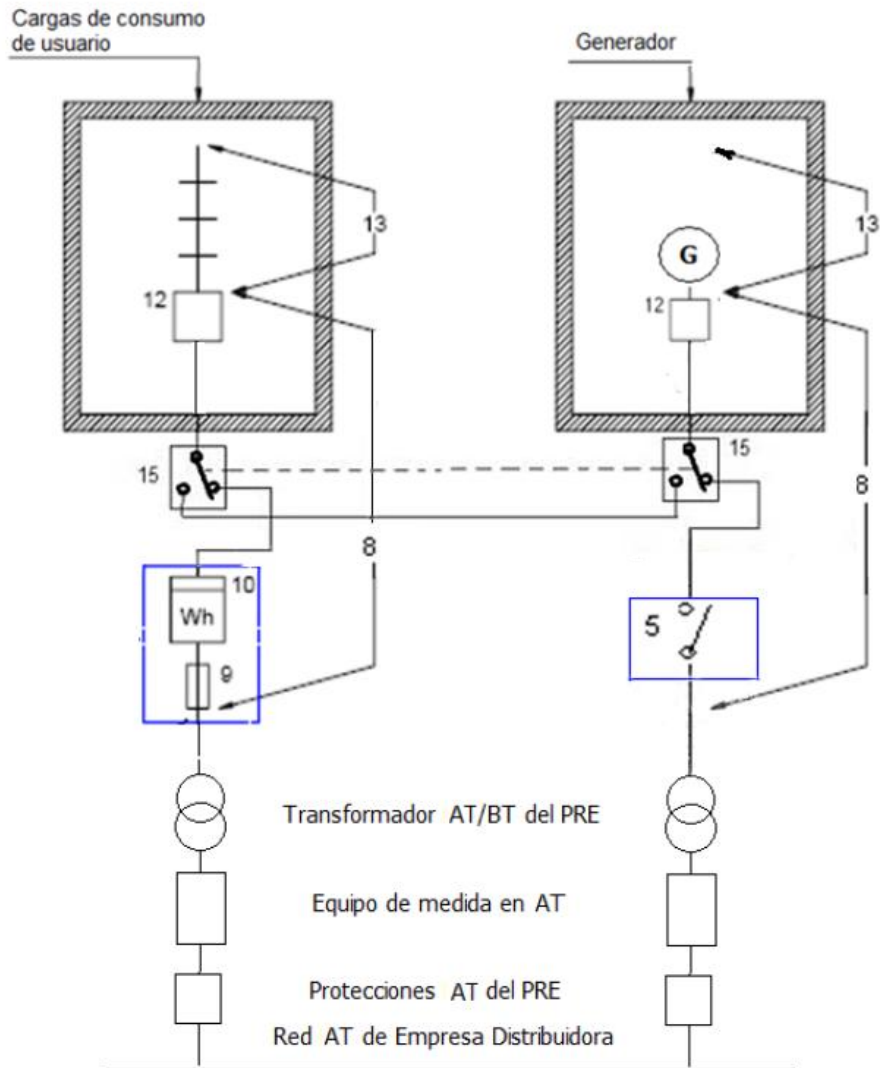 Cargas de consumo
de usuario
Generador
13
13
G
12
12
15
15
8
8
10
Wh
9
5
Transformador AT/BT del PRE
Equipo de medida en AT
Protecciones AT del PRE
Red AT de Empresa Distribuidora